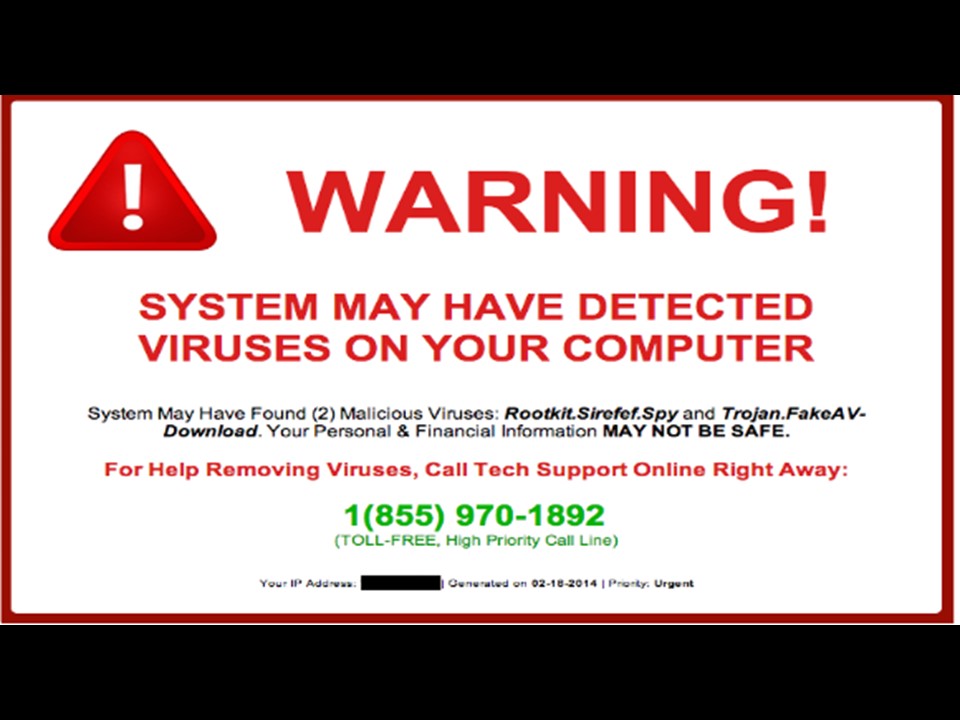 !
WARNING!
SYSTEM MAY HAVE DETECTED
VIRUSES ON YOUR COMPUTER
System May Have Found (2) Malicious Viruses: Rootkit.Sirefef.Spy and Trojan.FakeAV-
Download. Your Personal & Financial Information MAY NOT BE SAFE.
For Help Removing Viruses, Call Tech Support Online Right Away:
1(855) 970-1892
(TOLL-FREE, High Priority Call Line)
Your IP Address: | Generated on 02-18-2014 | Priority: Urgent